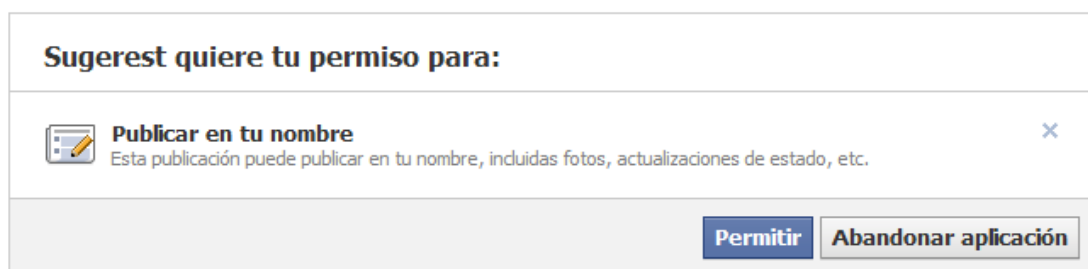 Sugerest quiere tu permiso para:
Publicar en tu nombre
Esta publicación puede publicar en tu nombre, incluidas fotos, actualizaciones de estado, etc.
Permitir
Abandonar aplicación